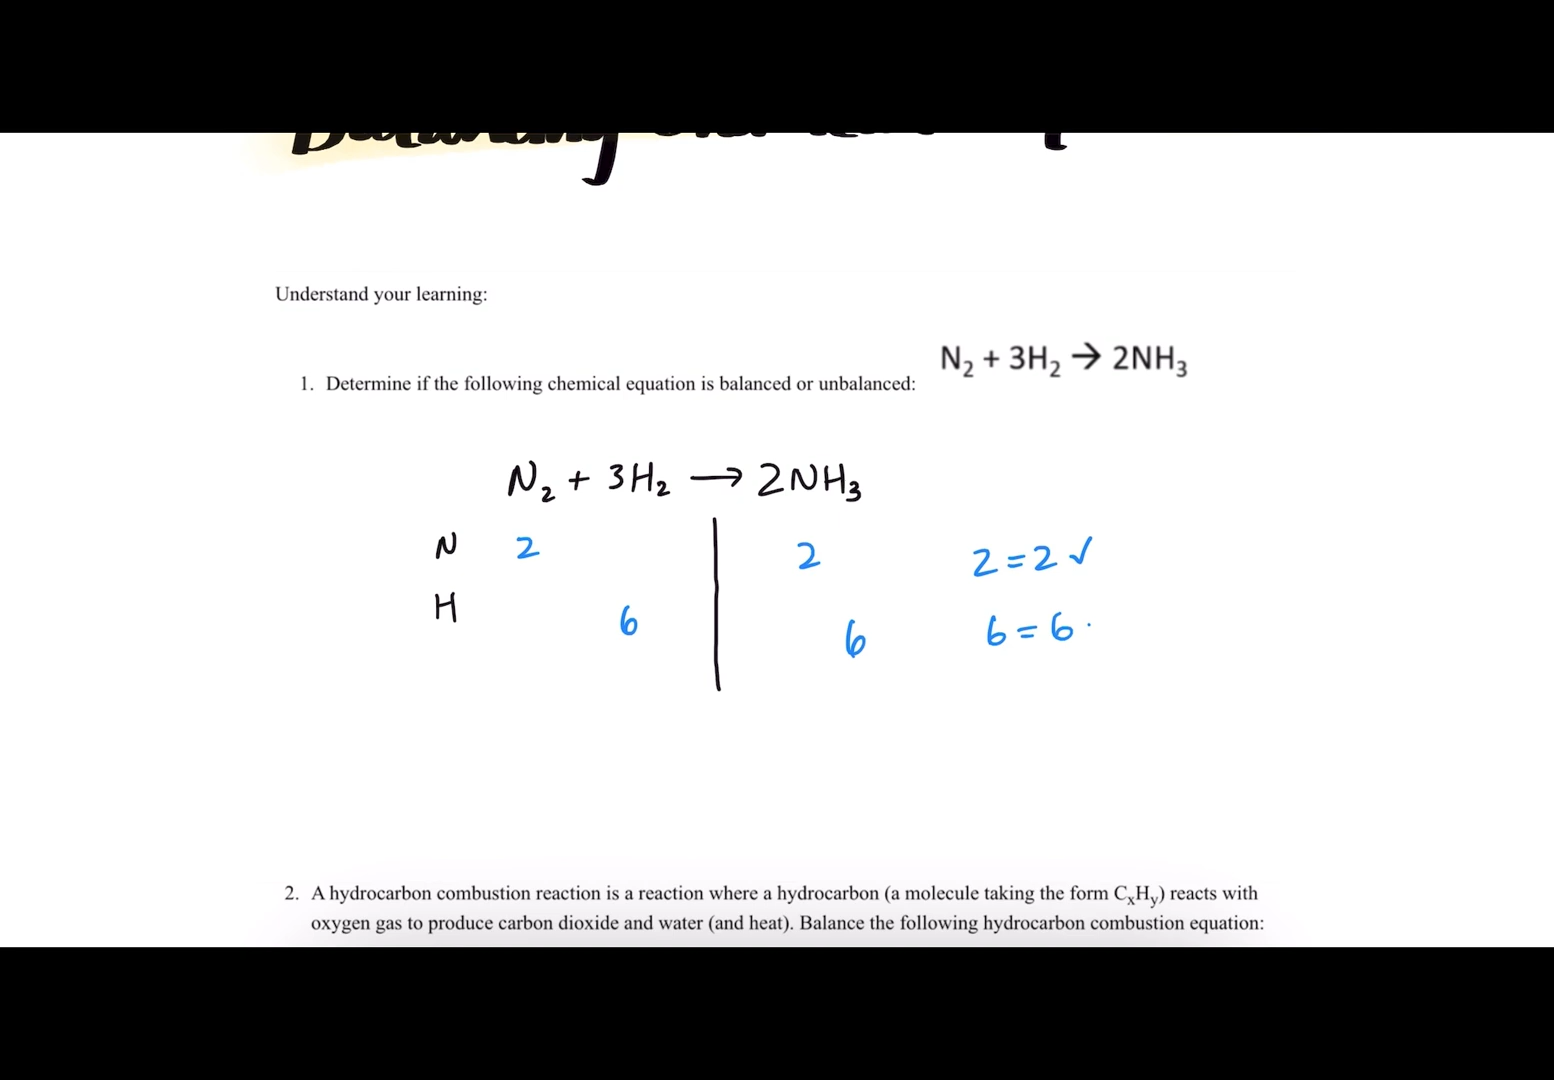 Balancing
Understand your learning:
N₂ + 3H₂ → 2NH₃
1. Determine if the following chemical equation is balanced or unbalanced:
N₂ + 3H₂ → 2NH₃
N 2 2 2 = 2 ✓
H 6 6 6 = 6
2. A hydrocarbon combustion reaction is a reaction where a hydrocarbon (a molecule taking the form CₓHᵧ) reacts with
oxygen gas to produce carbon dioxide and water (and heat). Balance the following hydrocarbon combustion equation: